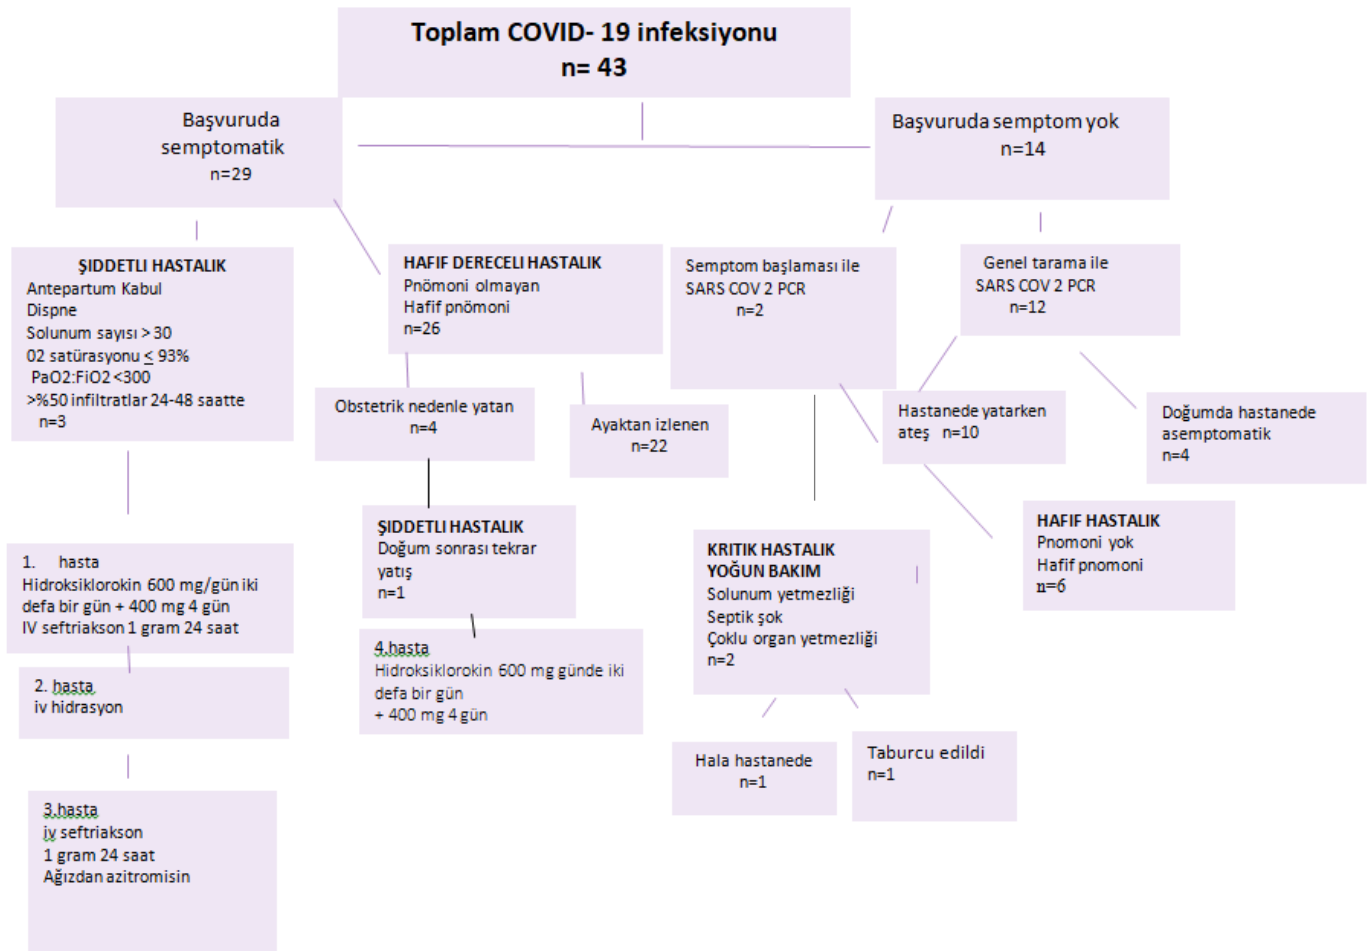 Toplam COVID- 19 infeksiyonu
n= 43
Başvuruda
semptomatik
n=29
Başvuruda semptom yok
n=14
ŞIDDETLI HASTALIK
Antepartum Kabul
Dispne
Solunum sayısı > 30
02 satürasyonu ≤ 93%
PaO2:FiO2 <300
>%50 infiltratlar 24-48 saatte
n=3
HAFIF DERECELI HASTALIK
Pnömoni olmayan
Hafif pnömoni
n=26
Semptom başlaması ile
SARS COV 2 PCR
n=2
Genel tarama ile
SARS COV 2 PCR
n=12
Obstetrik nedenle yatan
n=4
Ayaktan izlenen
n=22
Hastanede yatarken
ateş n=10
Doğumda hastanede
asemptomatik
n=4
ŞIDDETLI HASTALIK
Doğum sonrası tekrar
yatış
n=1
KRITIK HASTALIK
YOĞUN BAKIM
Solunum yetmezliği
Septik şok
Çoklu organ yetmezliği
n=2
HAFIF HASTALIK
Pnomoni yok
Hafif pnomoni
n=6
1. hasta
Hidroksiklorokin 600 mg/gün iki
defa bir gün + 400 mg 4 gün
IV seftriakson 1 gram 24 saat
4.hasta
Hidroksiklorokin 600 mg günde iki
defa bir gün
+ 400 mg 4 gün
2. hasta
iv hidrasyon
Hala hastanede
n=1
Taburcu edildi
n=1
3.hasta
iv seftriakson
1 gram 24 saat
Ağızdan azitromisin